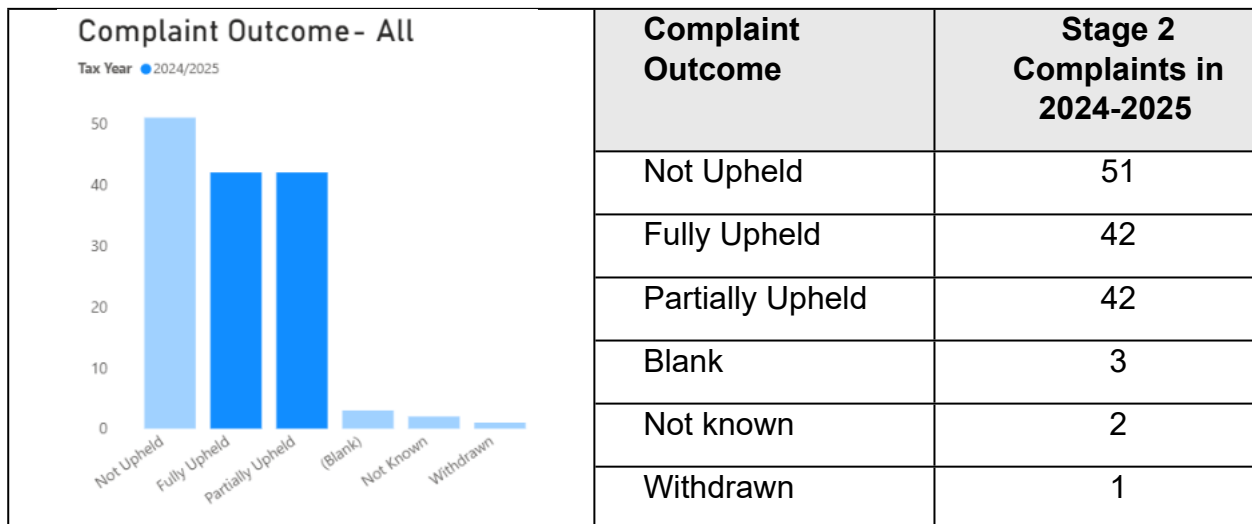 Complaint Outcome- All
Tax Year 2024/2025
50
40
30
20
10
0
Not Upheld
Fully Upheld
Partially Upheld
(Blank)
Not Known
Withdrawn
Complaint
Outcome
Stage 2
Complaints in
2024-2025
Not Upheld 51
Fully Upheld 42
Partially Upheld 42
Blank 3
Not known 2
Withdrawn 1